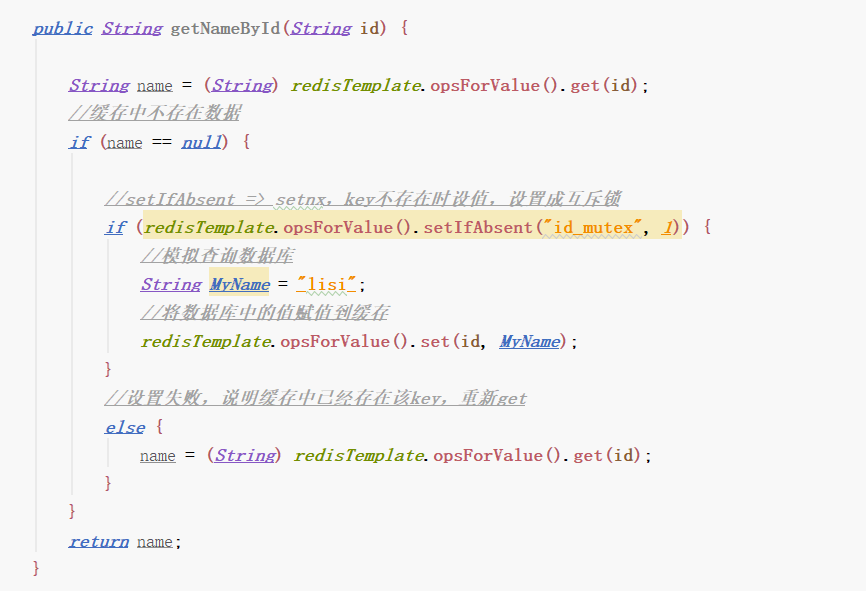 public String getNameById(String id) {
String name = (String) redisTemplate.opsForValue().get(id);
//缓存中不存在数据
if (name == null) {
//setIfAbsent => setnx，key不存在时设值，设置成互斥锁
if (redisTemplate.opsForValue().setIfAbsent("id_mutex", 1)) {
//模拟查询数据库
String MyName = "lisi";
//将数据库中的值赋值到缓存
redisTemplate.opsForValue().set(id, MyName);
}
//设置失败，说明缓存中已经存在该key，重新get
else {
name = (String) redisTemplate.opsForValue().get(id);
}
}
return name;
}